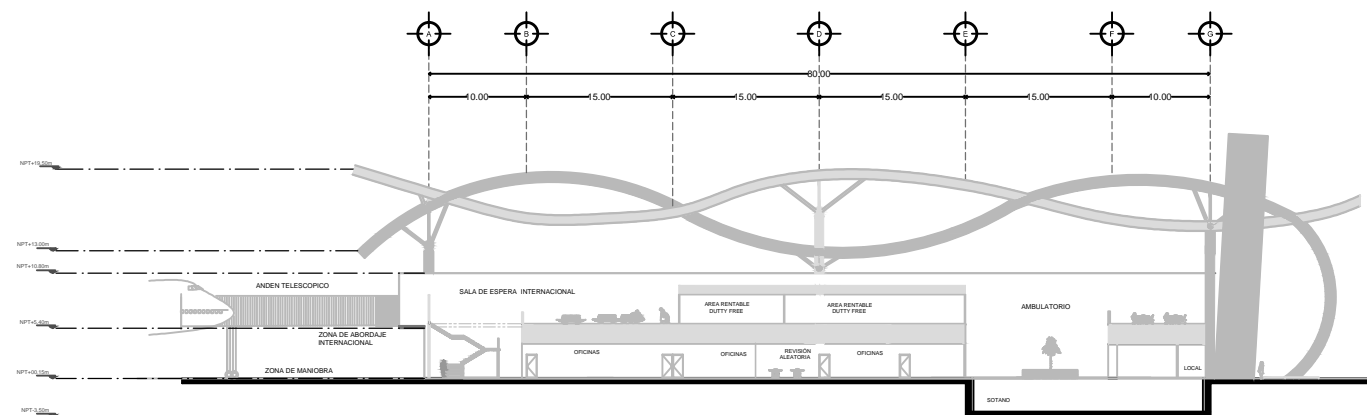 A B C D E F G
80.00
10.00 15.00 15.00 15.00 15.00 10.00
NPT+19.50m
NPT+13.00m
NPT+10.80m
ANDEN TELESCOPICO
SALA DE ESPERA INTERNACIONAL
AREA RENTABLE
DUTTY FREE
AREA RENTABLE
DUTTY FREE
AMBULATORIO
NPT+5.40m
ZONA DE ABORDAJE
INTERNACIONAL
OFICINAS
OFICINAS
REVISIÓN
ALEATORIA
OFICINAS
ZONA DE MANIOBRA
LOCAL
NPT+00.15m
SOTANO
NPT-3.50m